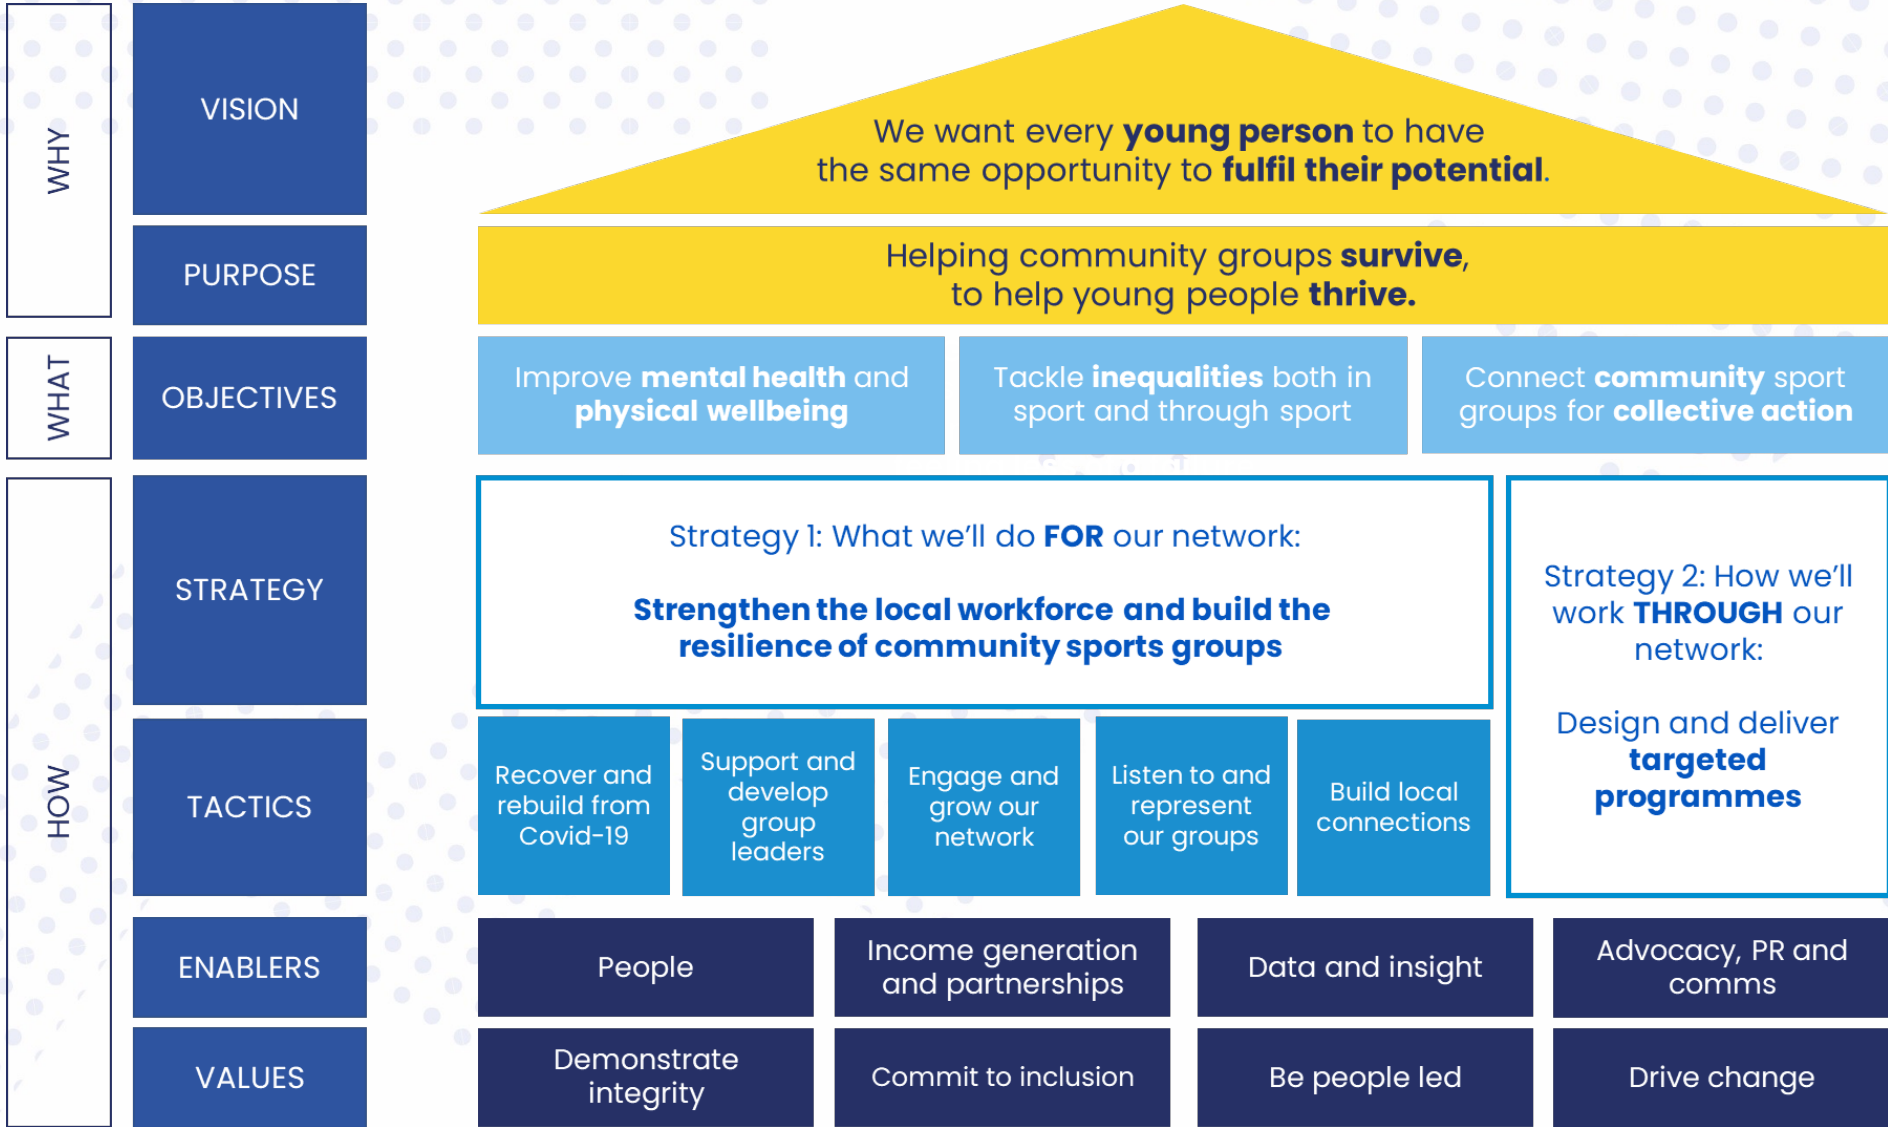 WHY
VISION
We want every young person to have
the same opportunity to fulfil their potential.
PURPOSE
Helping community groups survive,
to help young people thrive.
WHAT
OBJECTIVES
Improve mental health and
physical wellbeing
Tackle inequalities both in
sport and through sport
Connect community sport
groups for collective action
HOW
STRATEGY
Strategy 1: What we'll do FOR our network:
Strengthen the local workforce and build the
resilience of community sports groups
Strategy 2: How we'll
work THROUGH our
network:
Design and deliver
targeted
programmes
TACTICS
Recover and
rebuild from
Covid-19
Support and
develop
group
leaders
Engage and
grow our
network
Listen to and
represent
our groups
Build local
connections
ENABLERS
People
Income generation
and partnerships
Data and insight
Advocacy, PR and
comms
VALUES
Demonstrate
integrity
Commit to inclusion
Be people led
Drive change